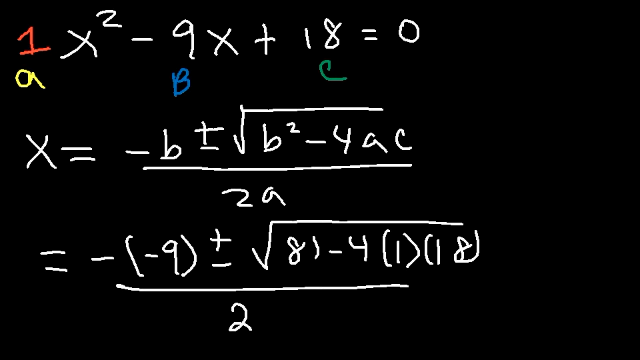 1x² - 9x + 18 = 0
a B C
x = -b ± √b² - 4ac / 2a
= -(-9) ± √81 - 4(1)(18) / 2